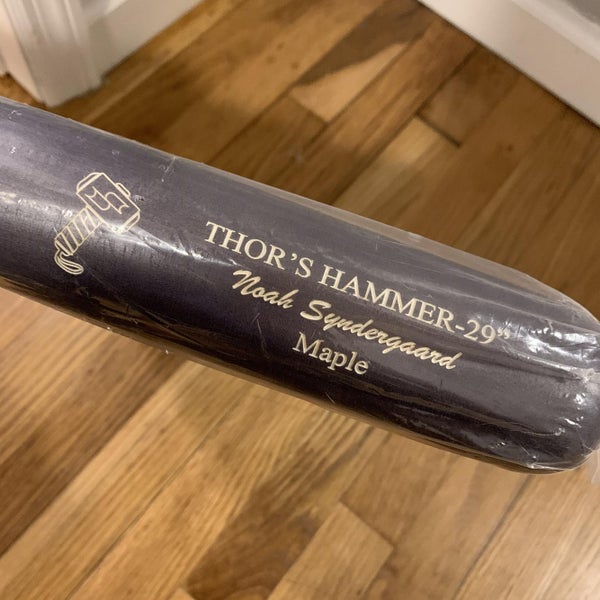 THOR'S HAMMER-29"
Noah Syndergaard
Maple